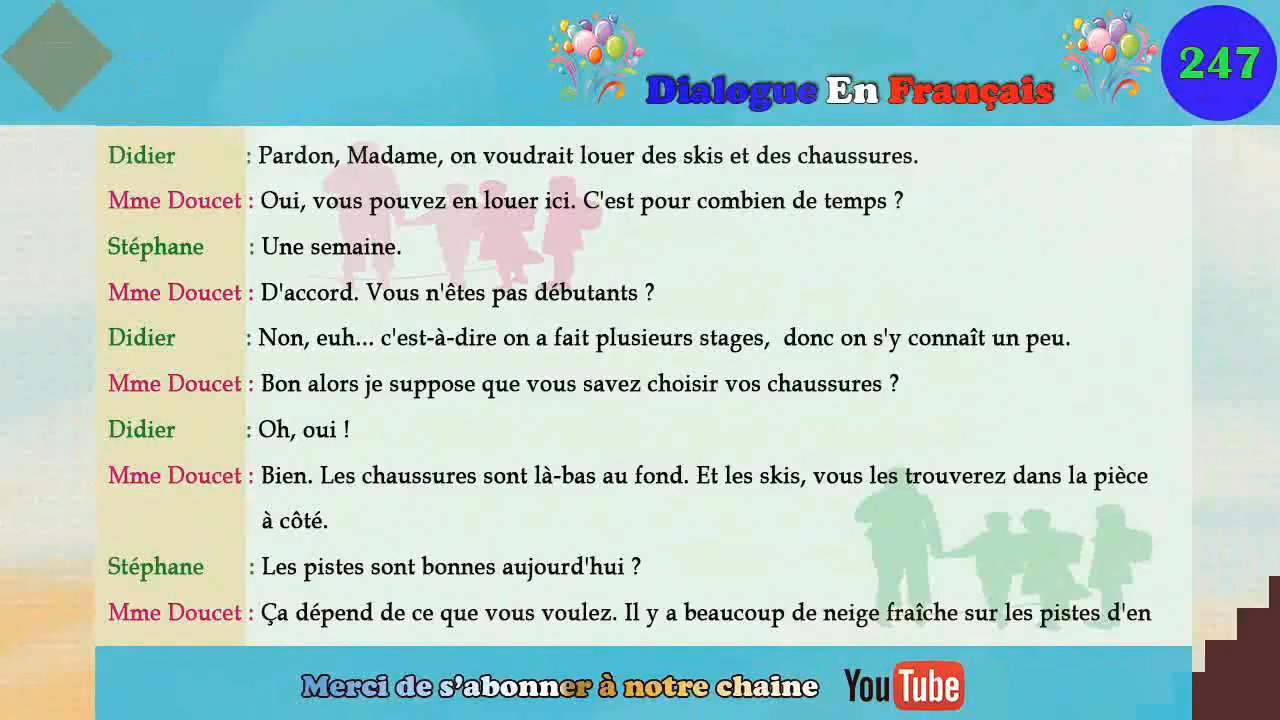 247
Dialogue En Français
Didier : Pardon, Madame, on voudrait louer des skis et des chaussures.
Mme Doucet : Oui, vous pouvez en louer ici. C'est pour combien de temps ?
Stéphane : Une semaine.
Mme Doucet : D'accord. Vous n'êtes pas débutants ?
Didier : Non, euh... c'est-à-dire on a fait plusieurs stages, donc on s'y connaît un peu.
Mme Doucet : Bon alors je suppose que vous savez choisir vos chaussures ?
Didier : Oh, oui !
Mme Doucet : Bien. Les chaussures sont là-bas au fond. Et les skis, vous les trouverez dans la pièce
à côté.
Stéphane : Les pistes sont bonnes aujourd'hui ?
Mme Doucet : Ça dépend de ce que vous voulez. Il y a beaucoup de neige fraîche sur les pistes d'en
Merci de s'abonner à notre chaine YouTube